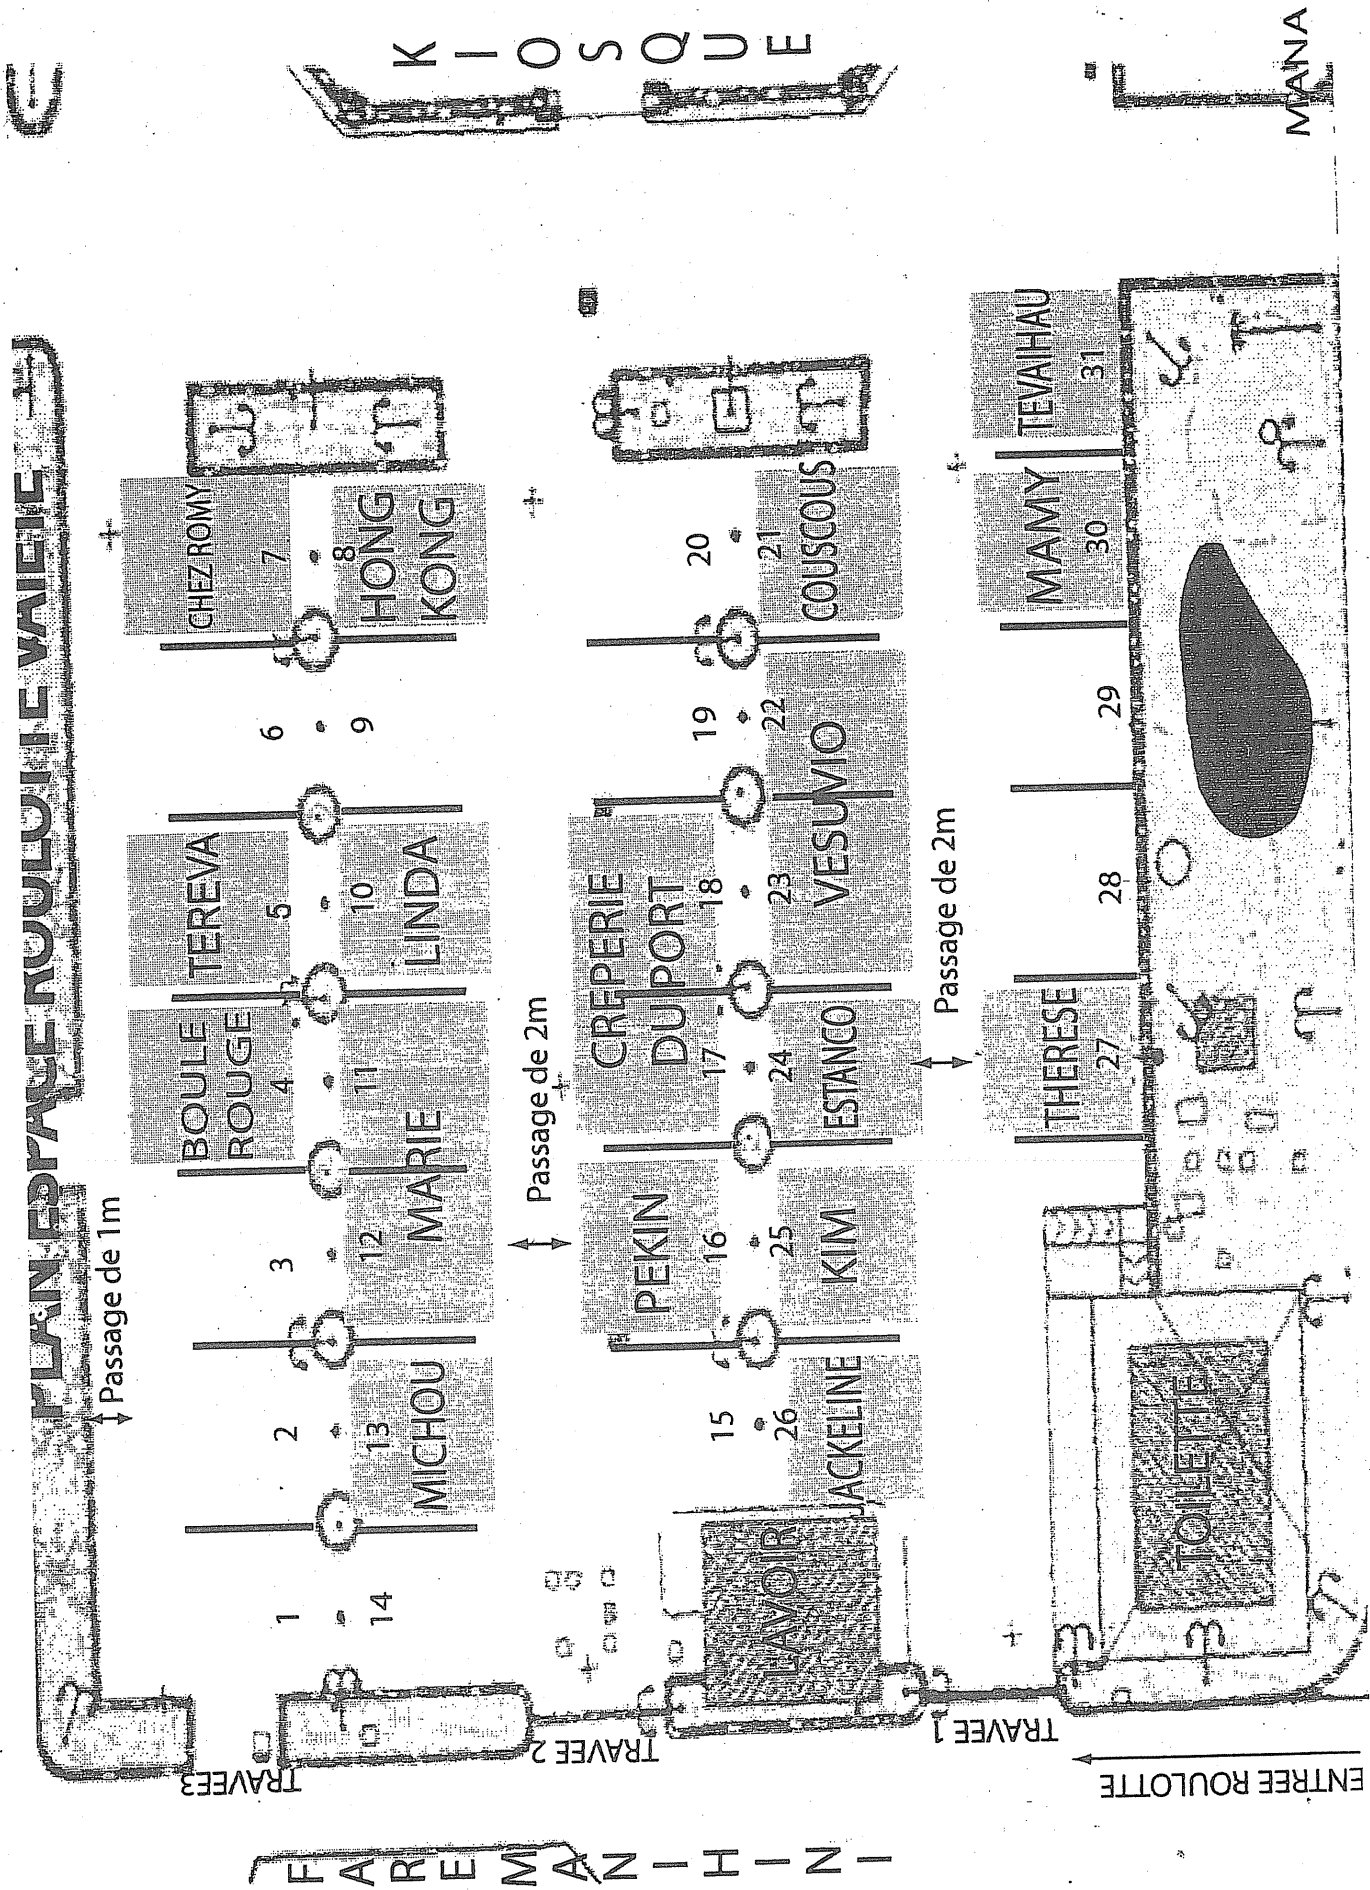 PLAN ESPACE ROULOTTE VAIETE
Passage de 1m
1
2
3
BOULE
ROUGE
4
TEREVA
5
6
CHEZ ROMY
7
14
13
MICHOU
12
11
MARIE
10
LINDA
9
8
HONG
KONG
Passage de 2m
15
PEKIN
16
CREPERIE
DU PORT
17
18
19
20
LAVOIR
26
JACKELINE
25
KIM
24
ESTANCO
23
22
VESUVIO
21
COUSCOUS
Passage de 2m
TOILETTE
THERESE
27
28
29
MAMY
30
TEVAIHAU
31
TRAVEE3
TRAVEE 2
TRAVEE 1
ENTREE ROULOTTE
FARE MANIHINI
KIOSQUE
MANA